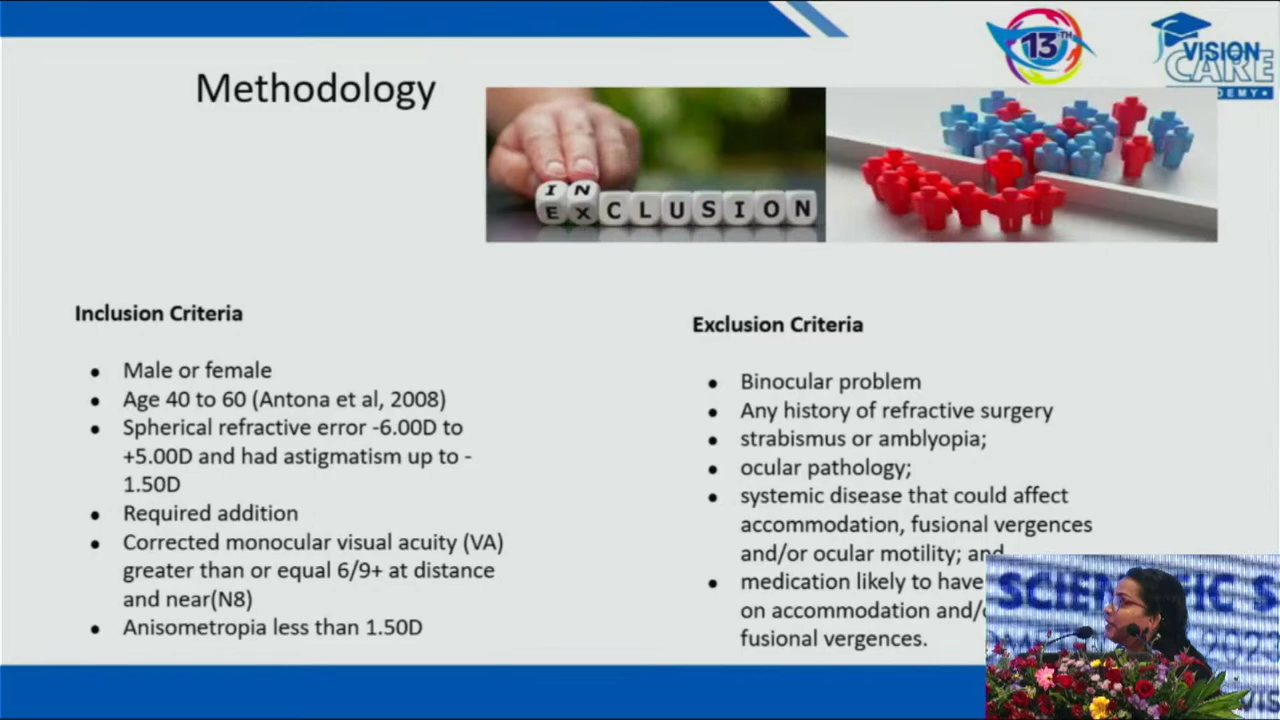 13TH
VISION
CARE
DEMY
Methodology
IN
EXCLUSION
Inclusion Criteria
• Male or female
• Age 40 to 60 (Antona et al, 2008)
• Spherical refractive error -6.00D to
+5.00D and had astigmatism up to -
1.50D
• Required addition
• Corrected monocular visual acuity (VA)
greater than or equal 6/9+ at distance
and near(N8)
• Anisometropia less than 1.50D
Exclusion Criteria
• Binocular problem
• Any history of refractive surgery
• strabismus or amblyopia;
• ocular pathology;
• systemic disease that could affect
accommodation, fusional vergences
and/or ocular motility; and
• medication likely to have
on accommodation and/
fusional vergences.
SCIENTIFIC S